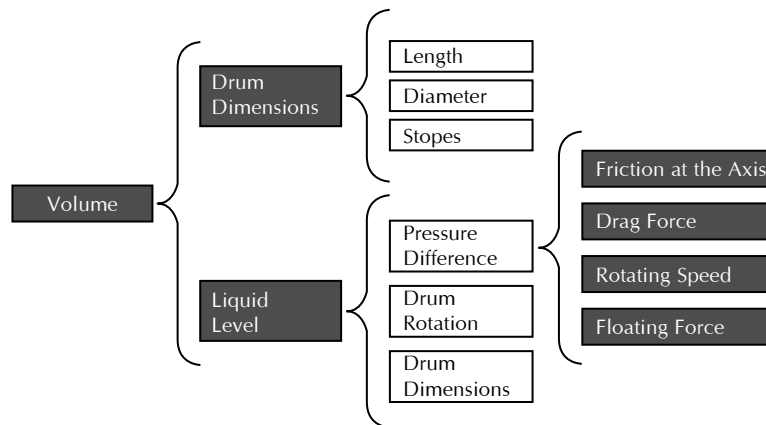 Volume
Drum
Dimensions
Length
Diameter
Stopes
Liquid
Level
Pressure
Difference
Drum
Rotation
Drum
Dimensions
Friction at the Axis
Drag Force
Rotating Speed
Floating Force